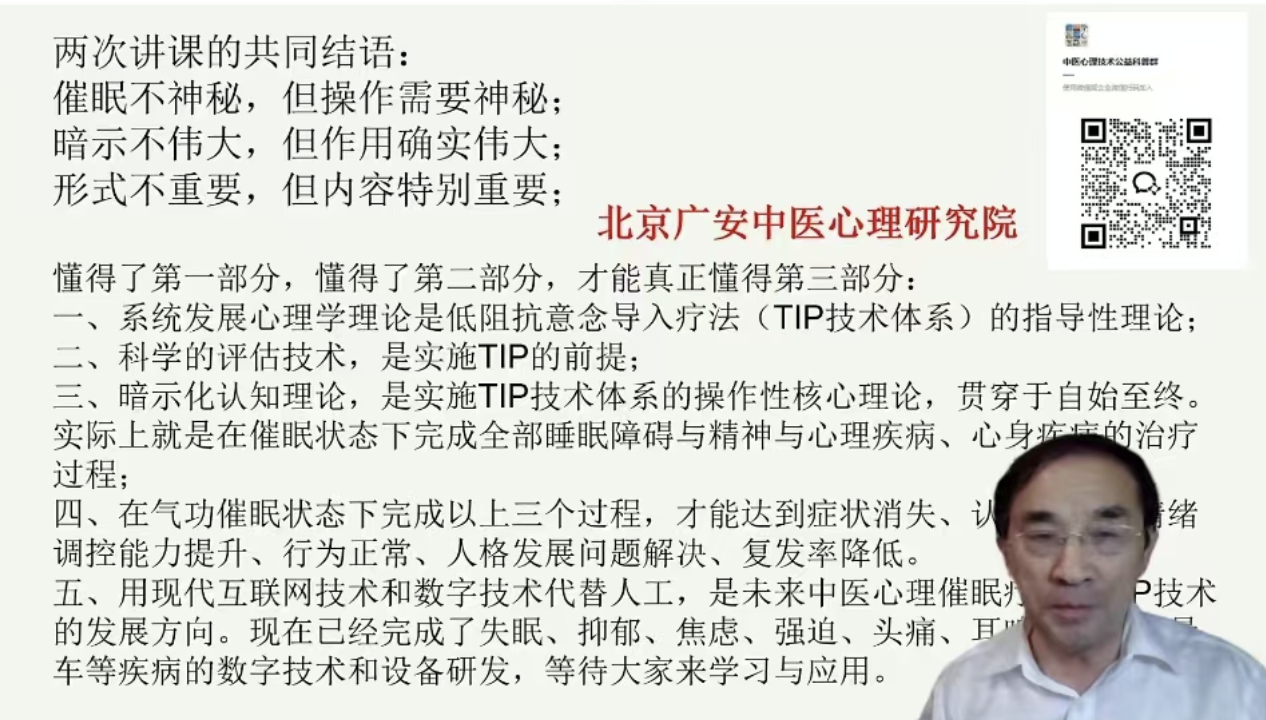 两次讲课的共同结语：
催眠不神秘，但操作需要神秘；
暗示不伟大，但作用确实伟大；
形式不重要，但内容特别重要；
中医心理技术公益科普群
北京广安中医心理研究院
懂得了第一部分，懂得了第二部分，才能真正懂得第三部分：
一、系统发展心理学理论是低阻抗意念导入疗法（TIP技术体系）的指导性理论；
二、科学的评估技术，是实施TIP的前提；
三、暗示化认知理论，是实施TIP技术体系的操作性核心理论，贯穿于自始至终。
实际上就是在催眠状态下完成全部睡眠障碍与精神与心理疾病、心身疾病的治疗
过程；
四、在气功催眠状态下完成以上三个过程，才能达到症状消失、认 情绪
调控能力提升、行为正常、人格发展问题解决、复发率降低。
五、用现代互联网技术和数字技术代替人工，是未来中医心理催眠疗 P技术
的发展方向。现在已经完成了失眠、抑郁、焦虑、强迫、头痛、耳
车等疾病的数字技术和设备研发，等待大家来学习与应用。